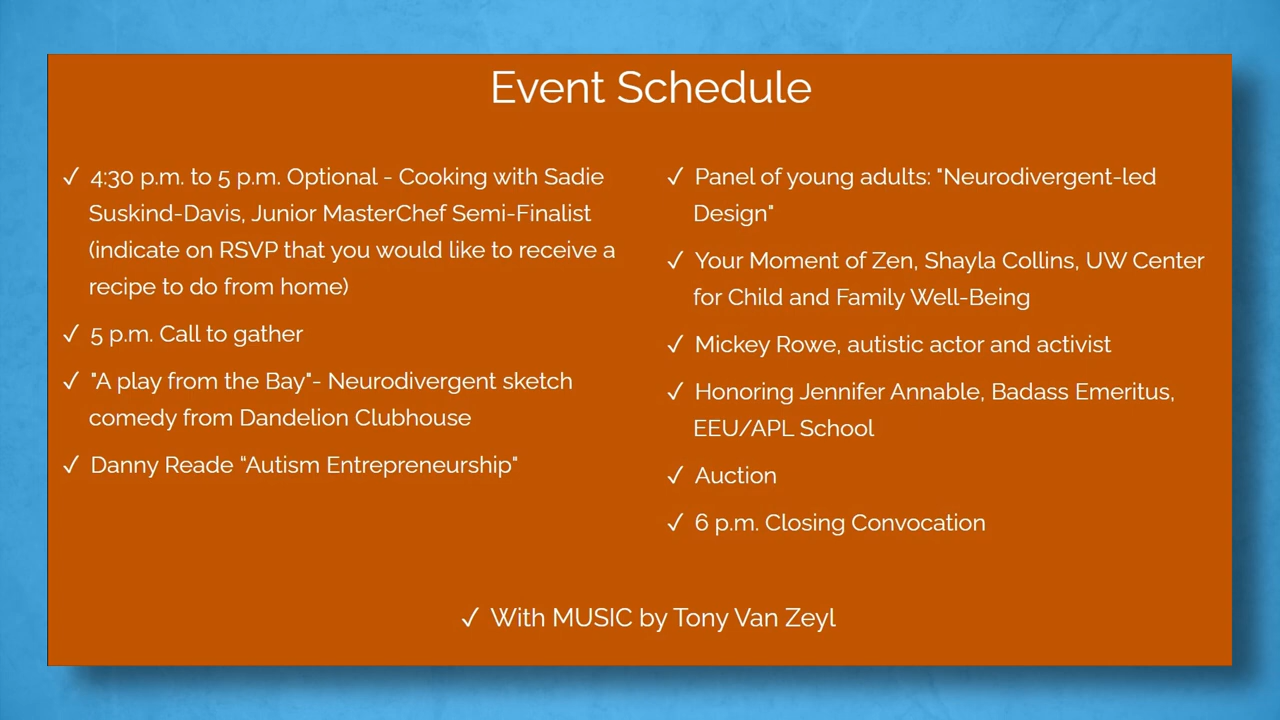 Event Schedule
✓ 4:30 p.m. to 5 p.m. Optional - Cooking with Sadie
Suskind-Davis, Junior MasterChef Semi-Finalist
(indicate on RSVP that you would like to receive a
recipe to do from home)
✓ 5 p.m. Call to gather
✓ "A play from the Bay"- Neurodivergent sketch
comedy from Dandelion Clubhouse
✓ Danny Reade “Autism Entrepreneurship"
✓ Panel of young adults: "Neurodivergent-led
Design"
✓ Your Moment of Zen, Shayla Collins, UW Center
for Child and Family Well-Being
✓ Mickey Rowe, autistic actor and activist
✓ Honoring Jennifer Annable, Badass Emeritus,
EEU/APL School
✓ Auction
✓ 6 p.m. Closing Convocation
✓ With MUSIC by Tony Van Zeyl